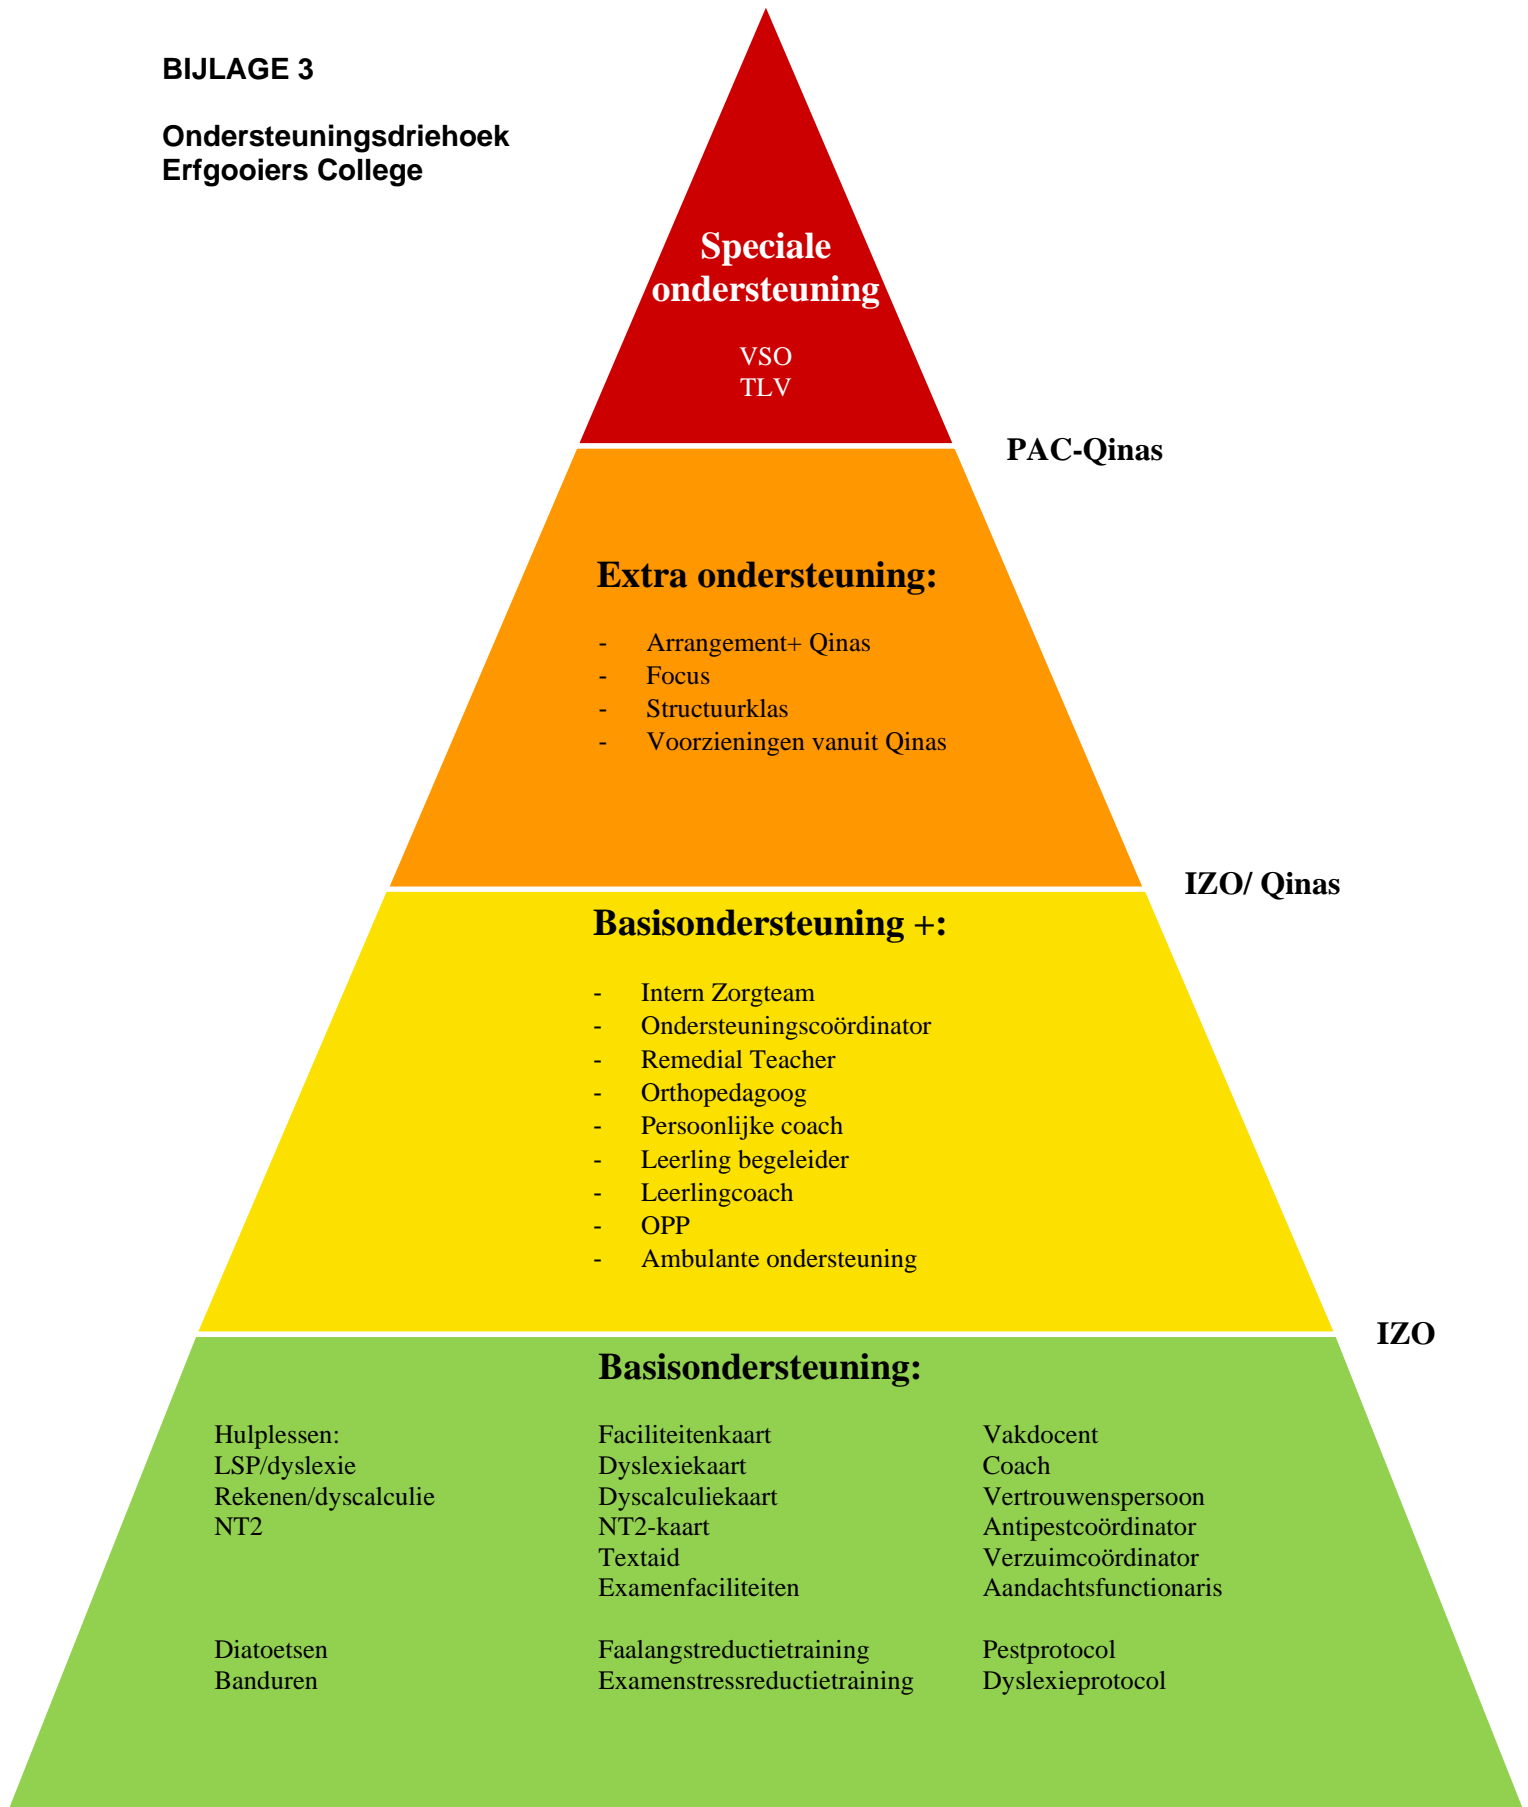 BIJLAGE 3
Ondersteuningsdriehoek
Erfgooiers College
Speciale
ondersteuning
VSO
TLV
PAC-Qinas
Extra ondersteuning:
- Arrangement+ Qinas
- Focus
- Structuurklas
- Voorzieningen vanuit Qinas
IZO/ Qinas
Basisondersteuning +:
- Intern Zorgteam
- Ondersteuningscoördinator
- Remedial Teacher
- Orthopedagoog
- Persoonlijke coach
- Leerling begeleider
- Leerlingcoach
- OPP
- Ambulante ondersteuning
IZO
Basisondersteuning:
Hulplessen: Faciliteitenkaart Vakdocent
LSP/dyslexie Dyslexiekaart Coach
Rekenen/dyscalculie Dyscalculiekaart Vertrouwenspersoon
NT2 NT2-kaart Antipestcoördinator
Textaid Verzuimcoördinator
Examenfaciliteiten Aandachtsfunctionaris
Diatoetsen Faalangstreductietraining Pestprotocol
Banduren Examenstressreductietraining Dyslexieprotocol